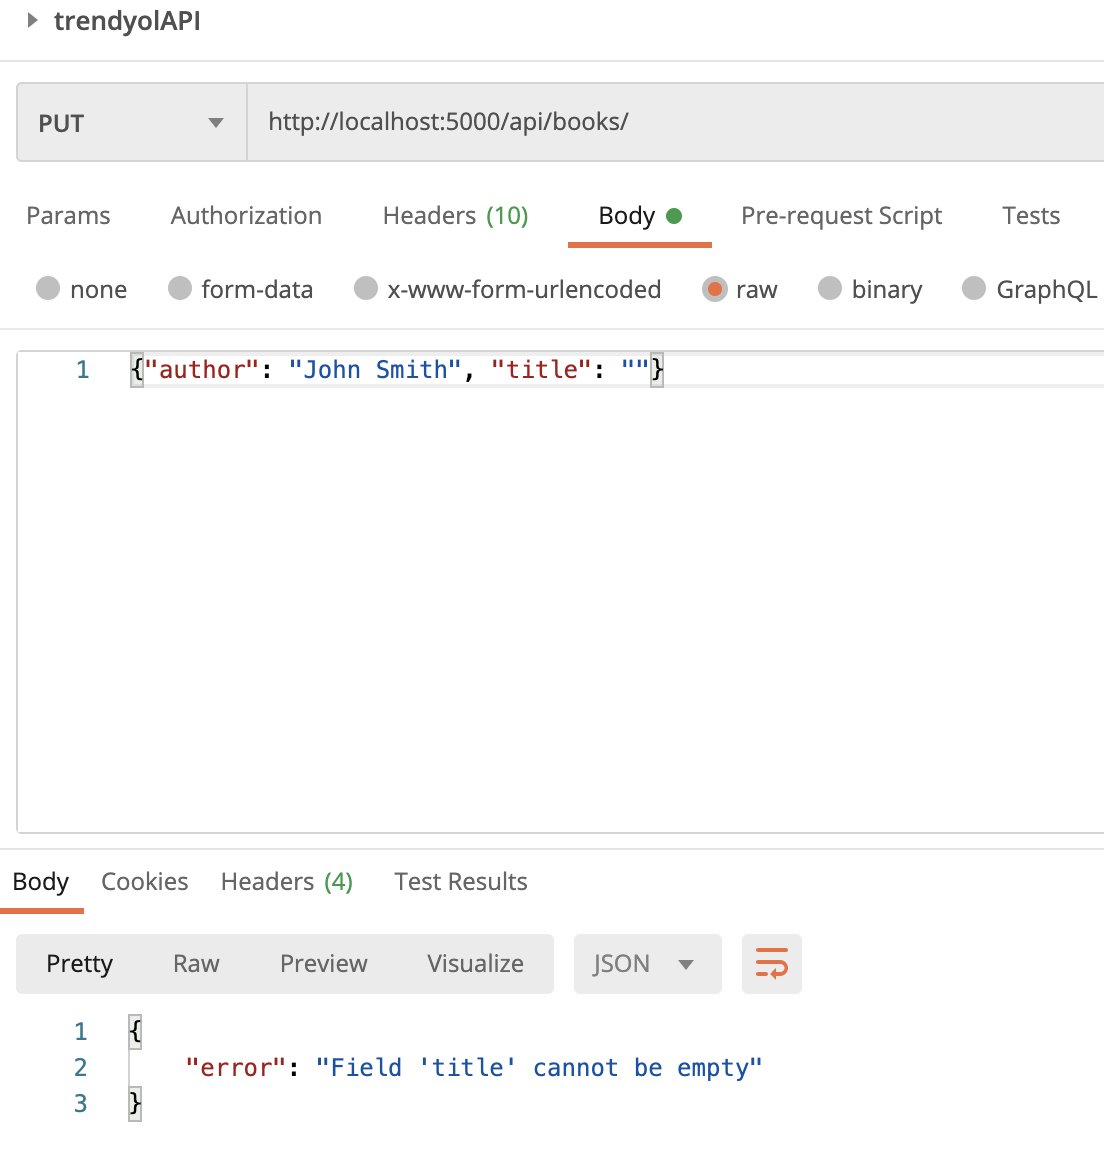 trendyolAPI
PUT http://localhost:5000/api/books/
Params Authorization Headers (10) Body Pre-request Script Tests
none form-data x-www-form-urlencoded raw binary GraphQL
1 {"author": "John Smith", "title": ""}
Body Cookies Headers (4) Test Results
Pretty Raw Preview Visualize JSON
1 {
2 "error": "Field 'title' cannot be empty"
3 }